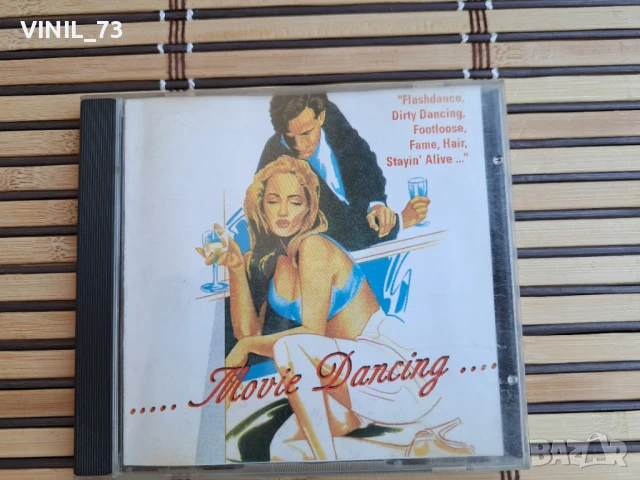 VINIL_73
"Flashdance,
Dirty Dancing,
Footloose,
Fame, Hair,
Stayin' Alive ..."
..... Movie Dancing ....
BAZAR